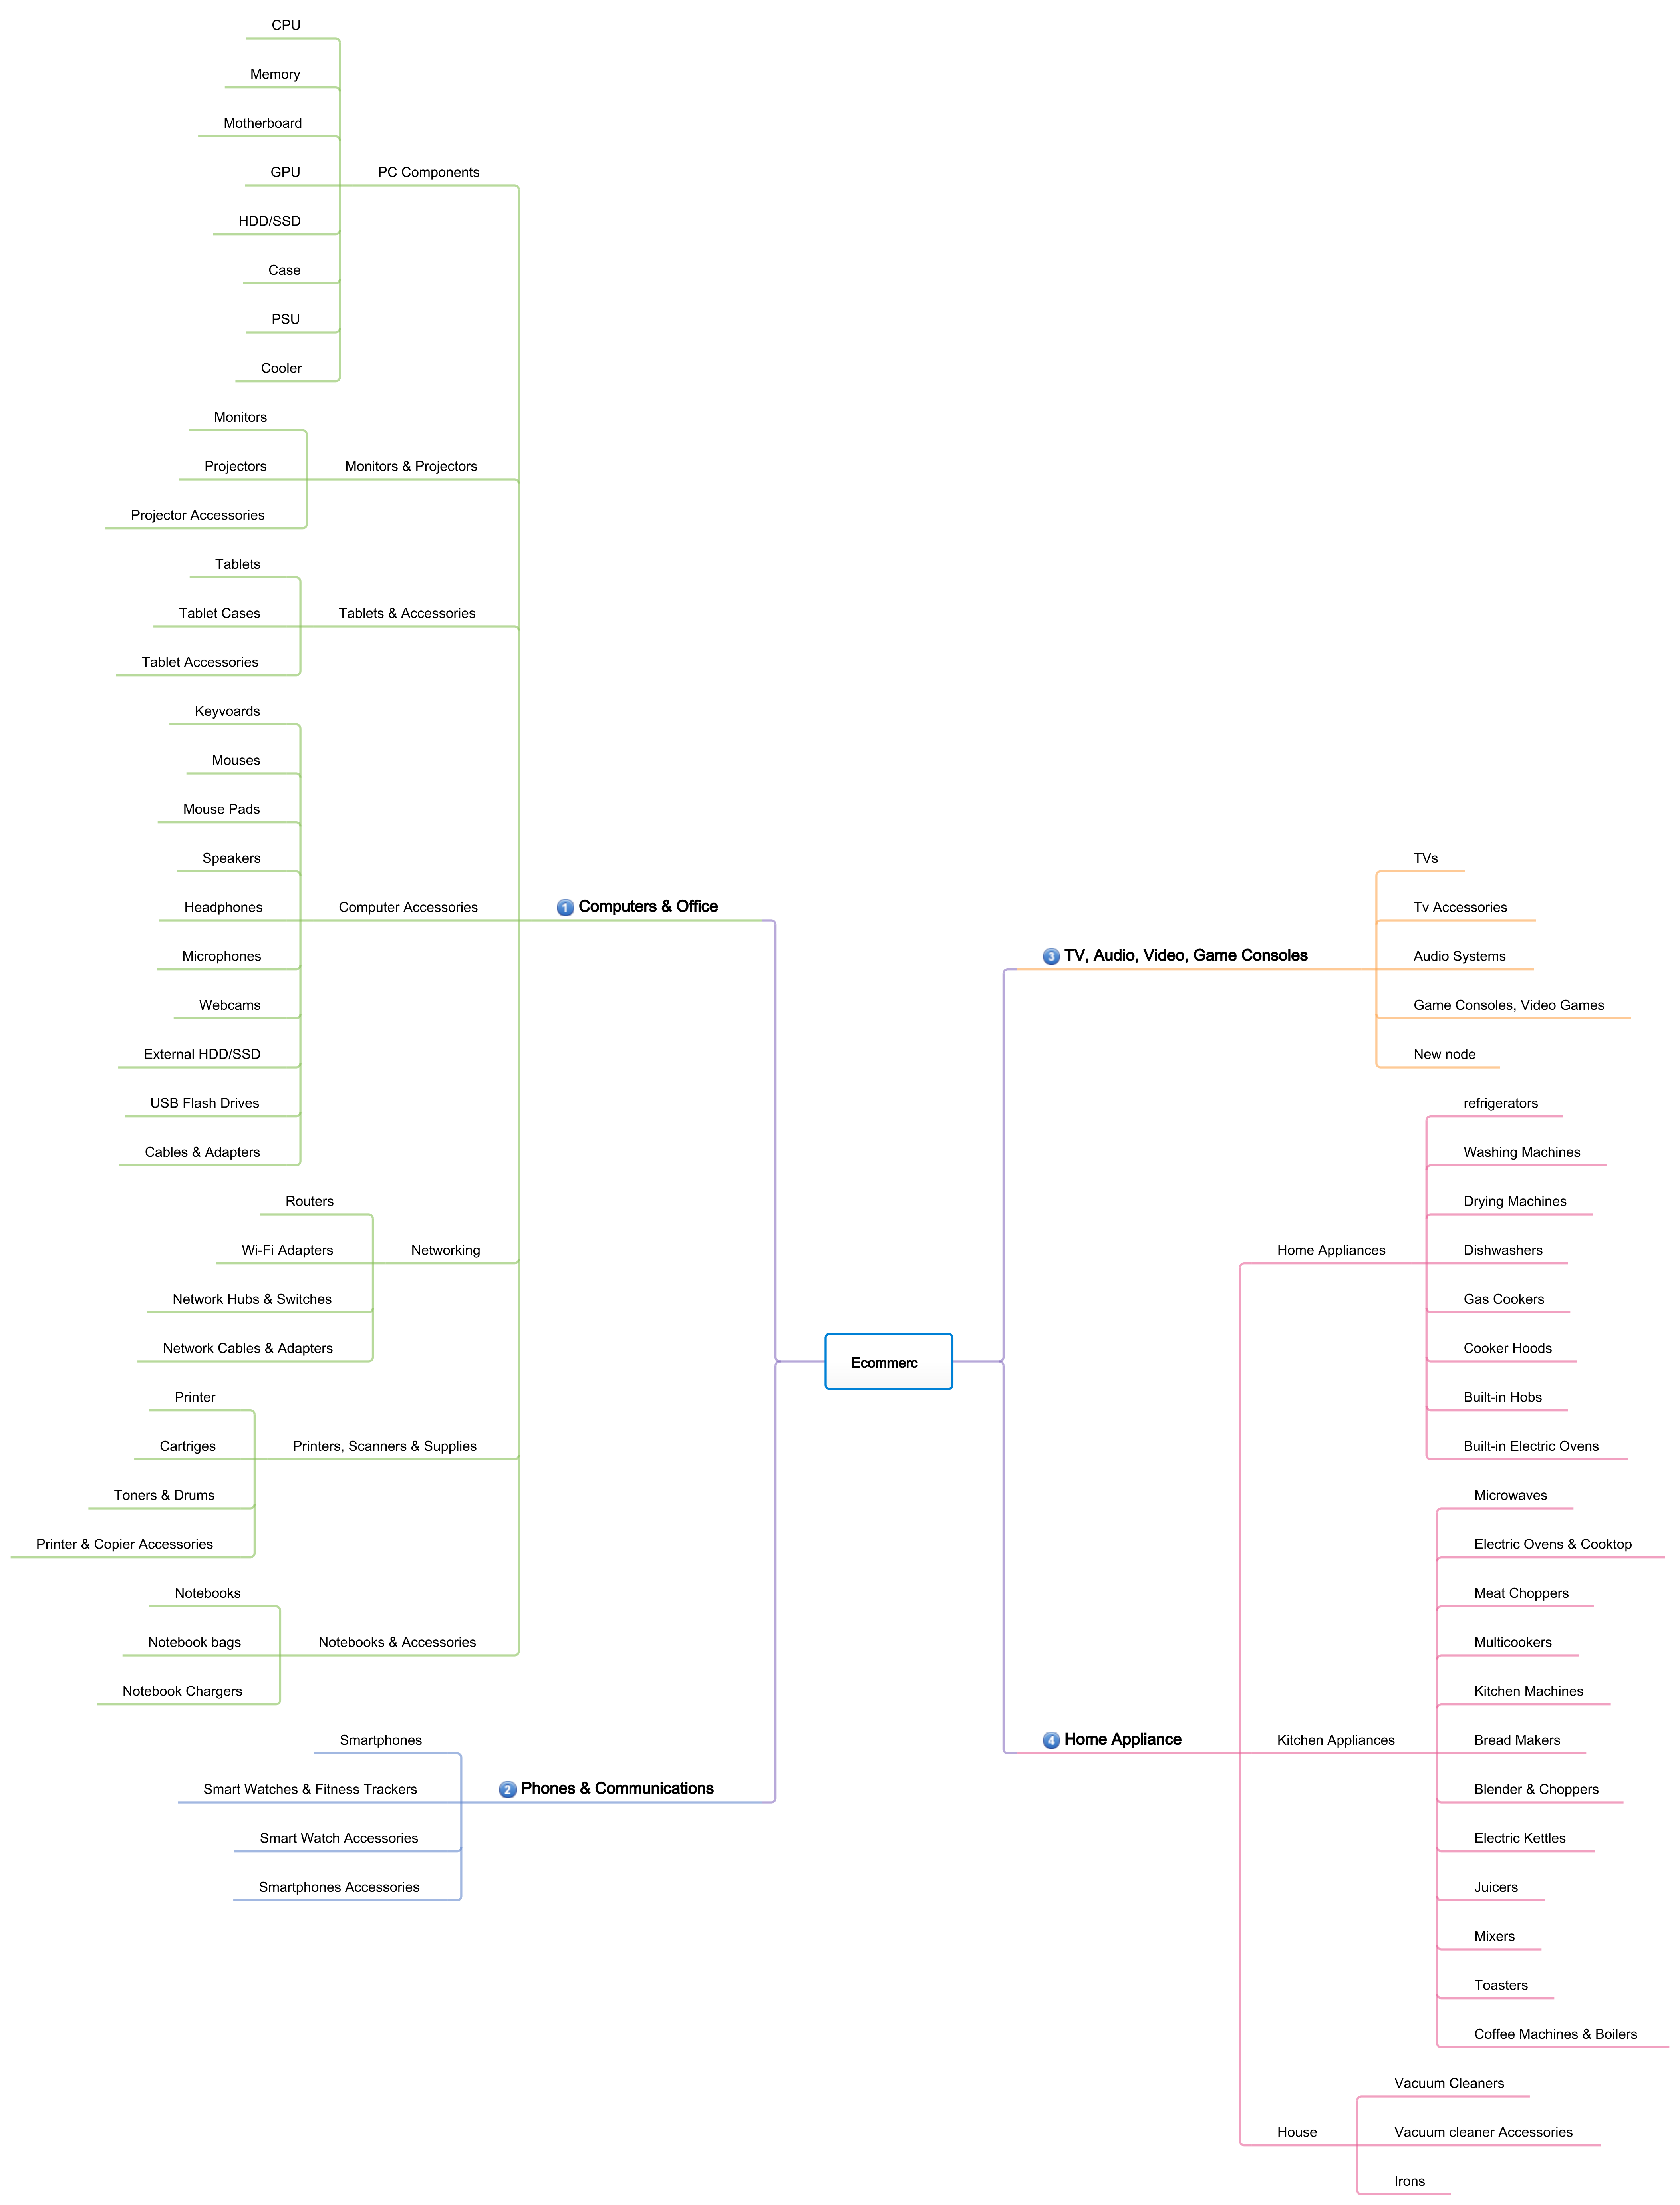 CPU
Memory
Motherboard
GPU
PC Components
HDD/SSD
Case
PSU
Cooler
Monitors
Projectors
Monitors & Projectors
Projector Accessories
Tablets
Tablet Cases
Tablets & Accessories
Tablet Accessories
Keyvoards
Mouses
Mouse Pads
Speakers
Headphones
Computer Accessories
1 Computers & Office
Microphones
Webcams
External HDD/SSD
USB Flash Drives
Cables & Adapters
Routers
Wi-Fi Adapters
Networking
Network Hubs & Switches
Network Cables & Adapters
Printer
Cartriges
Printers, Scanners & Supplies
Toners & Drums
Printer & Copier Accessories
Notebooks
Notebook bags
Notebooks & Accessories
Notebook Chargers
Smartphones
Smart Watches & Fitness Trackers
2 Phones & Communications
Smart Watch Accessories
Smartphones Accessories
Ecommerc
TVs
Tv Accessories
3 TV, Audio, Video, Game Consoles
Audio Systems
Game Consoles, Video Games
New node
refrigerators
Washing Machines
Drying Machines
Home Appliances
Dishwashers
Gas Cookers
Cooker Hoods
Built-in Hobs
Built-in Electric Ovens
Microwaves
Electric Ovens & Cooktop
Meat Choppers
Multicookers
Kitchen Machines
4 Home Appliance
Kitchen Appliances
Bread Makers
Blender & Choppers
Electric Kettles
Juicers
Mixers
Toasters
Coffee Machines & Boilers
Vacuum Cleaners
House
Vacuum cleaner Accessories
Irons